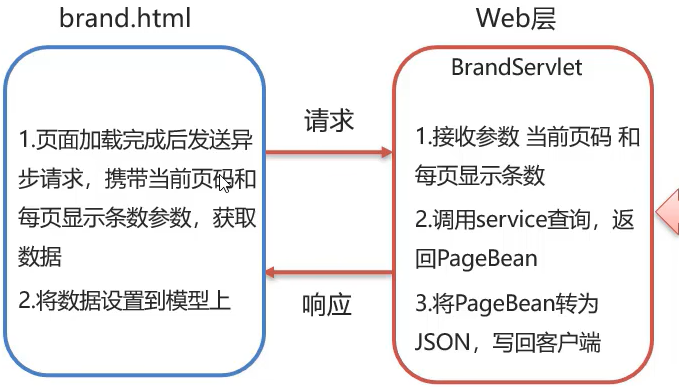 brand.html
1.页面加载完成后发送异
步请求，携带当前页码和
每页显示条数参数，获取
数据
2.将数据设置到模型上
请求
响应
Web层
BrandServlet
1.接收参数 当前页码 和
每页显示条数
2.调用service查询，返
回PageBean
3.将PageBean转为
JSON，写回客户端